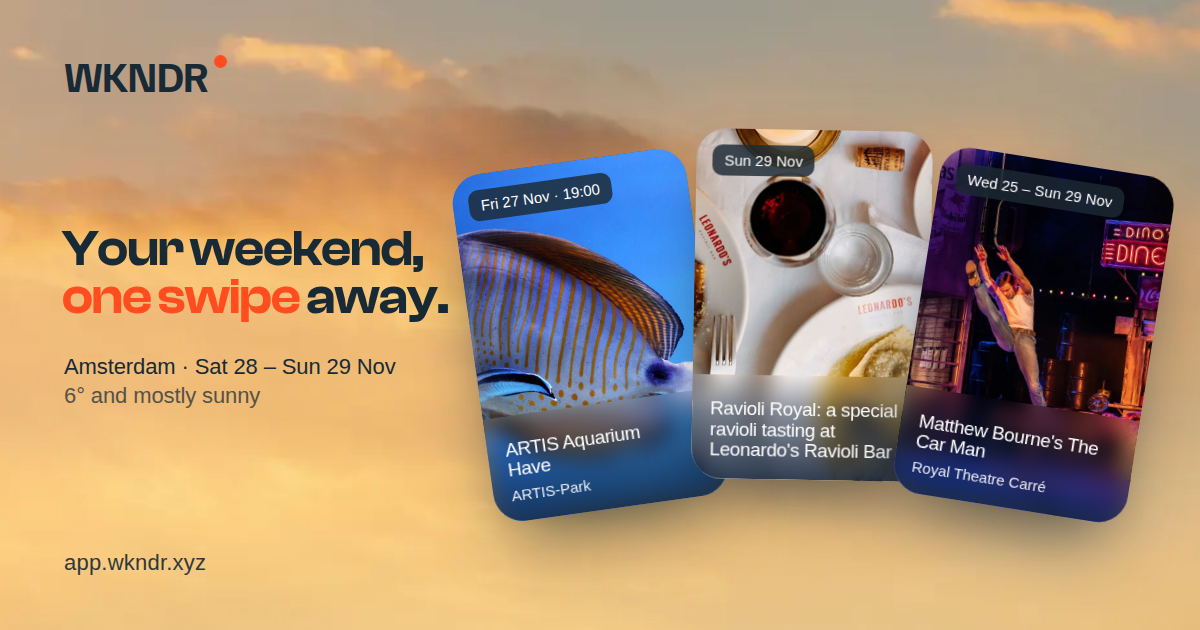 WKNDR
Your weekend,
one swipe away.
Amsterdam · Sat 28 – Sun 29 Nov
6° and mostly sunny
app.wkndr.xyz
Fri 27 Nov · 19:00
ARTIS Aquarium
Have
ARTIS-Park
Sun 29 Nov
LEONARDO'S
LEONARDO'S
Ravioli Royal: a special
ravioli tasting at
Leonardo's Ravioli Bar
Wed 25 – Sun 29 Nov
DINO'S
DINE
Matthew Bourne's The
Car Man
Royal Theatre Carré